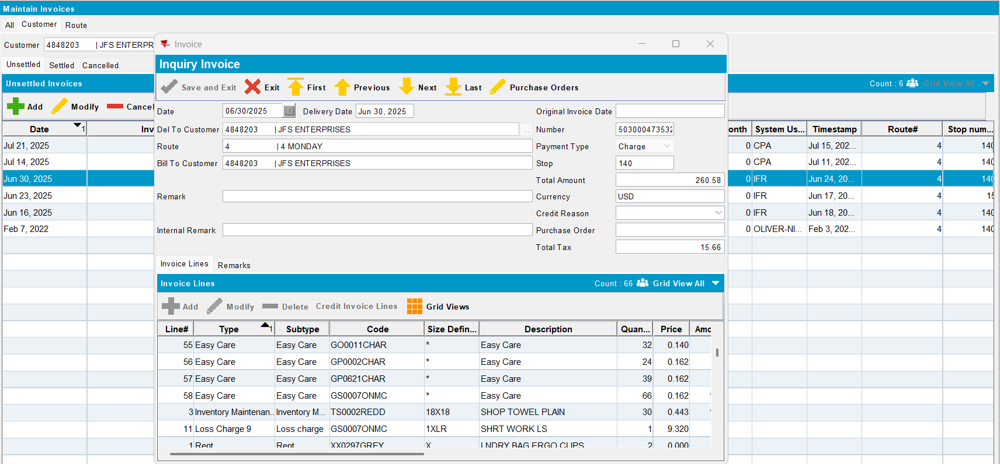 Maintain Invoices
All Customer Route
Customer 4848203 | JFS ENTERPR
Unsettled Settled Cancelled
Unsettled Invoices Count : 6 Grid View All
Add Modify Cancel
Date 1 Inv onth System Us... Timestamp Route# Stop num...
Jul 21, 2025 0 CPA Jul 15, 202... 4 140
Jul 14, 2025 0 CPA Jul 11, 202... 4 140
Jun 30, 2025 0 IFR Jun 24, 20... 4 140
Jun 23, 2025 0 IFR Jun 17, 20... 4 15
Jun 16, 2025 0 IFR Jun 18, 20... 4 140
Feb 7, 2022 0 OLIVER-NI... Feb 3, 202... 4 140
Invoice
Inquiry Invoice
Save and Exit Exit First Previous Next Last Purchase Orders
Date 06/30/2025 16 Delivery Date Jun 30, 2025 Original Invoice Date
Del To Customer 4848203 | JFS ENTERPRISES ... Number 503000473532
Route 4 | 4 MONDAY Payment Type Charge
Bill To Customer 4848203 | JFS ENTERPRISES Stop 140
Total Amount 260.58
Remark Currency USD
Credit Reason
Internal Remark Purchase Order
Total Tax 15.66
Invoice Lines Remarks
Invoice Lines Count : 66 Grid View All
Add Modify Delete Credit Invoice Lines Grid Views
Line# Type 1 Subtype Code Size Defin... Description Quan... Price Amo
55 Easy Care Easy Care GO0011CHAR * Easy Care 32 0.140
56 Easy Care Easy Care GP0002CHAR * Easy Care 24 0.162
57 Easy Care Easy Care GP0621CHAR * Easy Care 39 0.162
58 Easy Care Easy Care GS0007ONMC * Easy Care 66 0.162
3 Inventory Maintenan... Inventory M... TS0002REDD 18X18 SHOP TOWEL PLAIN 30 0.443
11 Loss Charge 9 Loss charge GS0007ONMC 1XLR SHRT WORK LS 1 9.320
1 Rent Rent XX0297GREY X LNDRY BAG ERGO CLIPS 2 0.000